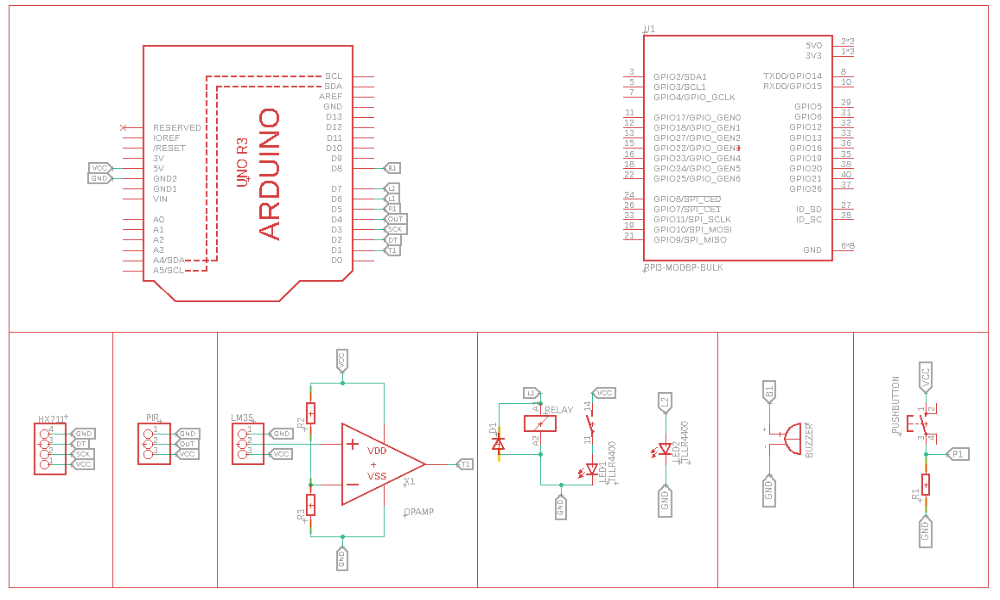 SCL
SDA
AREF
GND
D13
RESERVED
D12
IOREF
D11
/RESET
D10
3V
D9
VCC
5V
D8
B1
GND
GND2
GND1
D7
L2
VIN
D6
L1
D5
P1
A0
D4
OUT
A1
D3
SCK
A2
D2
DT
A3
D1
T1
A4/SDA
D0
A5/SCL
UNO R3
ARDUINO
U1
5V0
2*2
3V3
1*2
3
GPIO2/SDA1
TXD0/GPIO14
8
5
GPIO3/SCL1
RXD0/GPIO15
10
7
GPIO4/GPIO_GCLK
GPIO5
29
11
GPIO17/GPIO_GEN0
GPIO6
31
12
GPIO18/GPIO_GEN1
GPIO12
32
13
GPIO27/GPIO_GEN2
GPIO13
33
15
GPIO22/GPIO_GEN3
GPIO16
36
16
GPIO23/GPIO_GEN4
GPIO19
35
18
GPIO24/GPIO_GEN5
GPIO20
38
22
GPIO25/GPIO_GEN6
GPIO21
40
GPIO26
37
24
GPIO8/SPI_CE0
26
GPIO7/SPI_CE1
ID_SD
27
23
GPIO11/SPI_SCLK
ID_SC
28
19
GPIO10/SPI_MOSI
21
GPIO9/SPI_MISO
GND
6*8
RPI3-MODBP-BULK
HX711
4
GND
3
DT
2
SCK
1
VCC
PIR
1
GND
2
OUT
3
VCC
LM35
1
GND
2
3
VCC
VCC
R2
VDD
VSS
T1
X1
R3
OPAMP
GND
L1
VCC
A1
RELAY
14
D1
A2
11
LED1
TLLR4400
GND
L2
LED2
TLLR4400
GND
B1
BUZZER
GND
VCC
PUSHBUTTON
1
2
3
4
P1
R1
GND